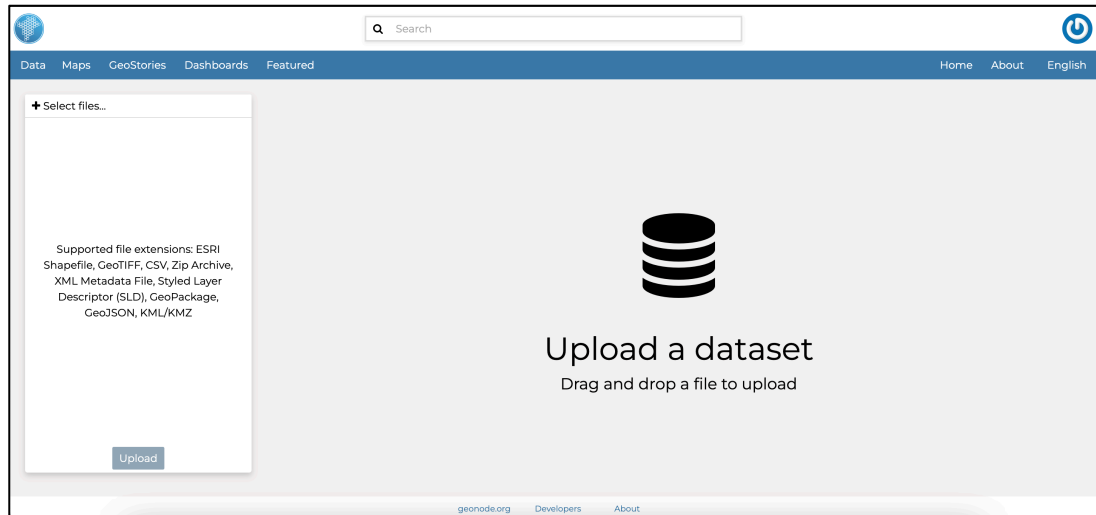 Search
Data Maps GeoStories Dashboards Featured Home About English
Select files...
Supported file extensions: ESRI
Shapefile, GeoTIFF, CSV, Zip Archive,
XML Metadata File, Styled Layer
Descriptor (SLD), GeoPackage,
GeoJSON, KML/KMZ
Upload
Upload a dataset
Drag and drop a file to upload
geonode.org Developers About